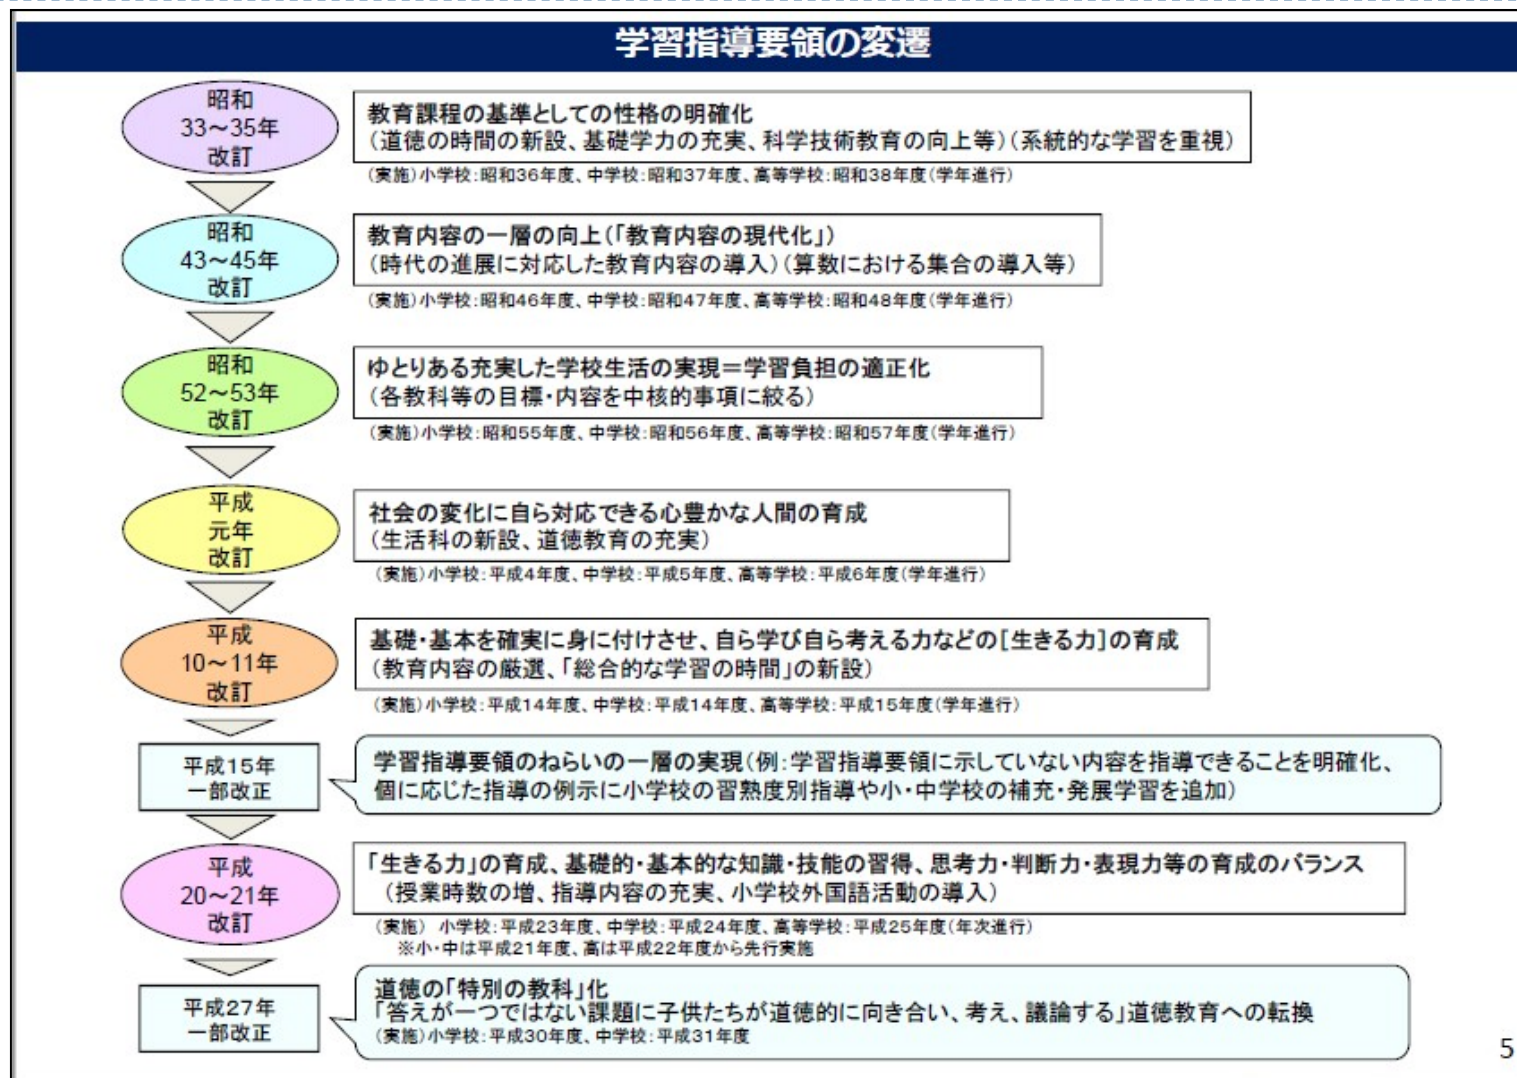 学習指導要領の変遷
昭和
33～35年
改訂
教育課程の基準としての性格の明確化
（道徳の時間の新設、基礎学力の充実、科学技術教育の向上等）（系統的な学習を重視）
（実施）小学校：昭和36年度、中学校：昭和37年度、高等学校：昭和38年度（学年進行）
昭和
43～45年
改訂
教育内容の一層の向上（「教育内容の現代化」）
（時代の進展に対応した教育内容の導入）（算数における集合の導入等）
（実施）小学校：昭和46年度、中学校：昭和47年度、高等学校：昭和48年度（学年進行）
昭和
52～53年
改訂
ゆとりある充実した学校生活の実現＝学習負担の適正化
（各教科等の目標・内容を中核的事項に絞る）
（実施）小学校：昭和55年度、中学校：昭和56年度、高等学校：昭和57年度（学年進行）
平成
元年
改訂
社会の変化に自ら対応できる心豊かな人間の育成
（生活科の新設、道徳教育の充実）
（実施）小学校：平成4年度、中学校：平成5年度、高等学校：平成6年度（学年進行）
平成
10～11年
改訂
基礎・基本を確実に身に付けさせ、自ら学び自ら考える力などの［生きる力］の育成
（教育内容の厳選、「総合的な学習の時間」の新設）
（実施）小学校：平成14年度、中学校：平成14年度、高等学校：平成15年度（学年進行）
平成15年
一部改正
学習指導要領のねらいの一層の実現（例：学習指導要領に示していない内容を指導できることを明確化、
個に応じた指導の例示に小学校の習熟度別指導や小・中学校の補充・発展学習を追加）
平成
20～21年
改訂
「生きる力」の育成、基礎的・基本的な知識・技能の習得、思考力・判断力・表現力等の育成のバランス
（授業時数の増、指導内容の充実、小学校外国語活動の導入）
（実施） 小学校：平成23年度、中学校：平成24年度、高等学校：平成25年度（年次進行）
※小・中は平成21年度、高は平成22年度から先行実施
平成27年
一部改正
道徳の「特別の教科」化
「答えが一つではない課題に子供たちが道徳的に向き合い、考え、議論する」道徳教育への転換
（実施）小学校：平成30年度、中学校：平成31年度
5